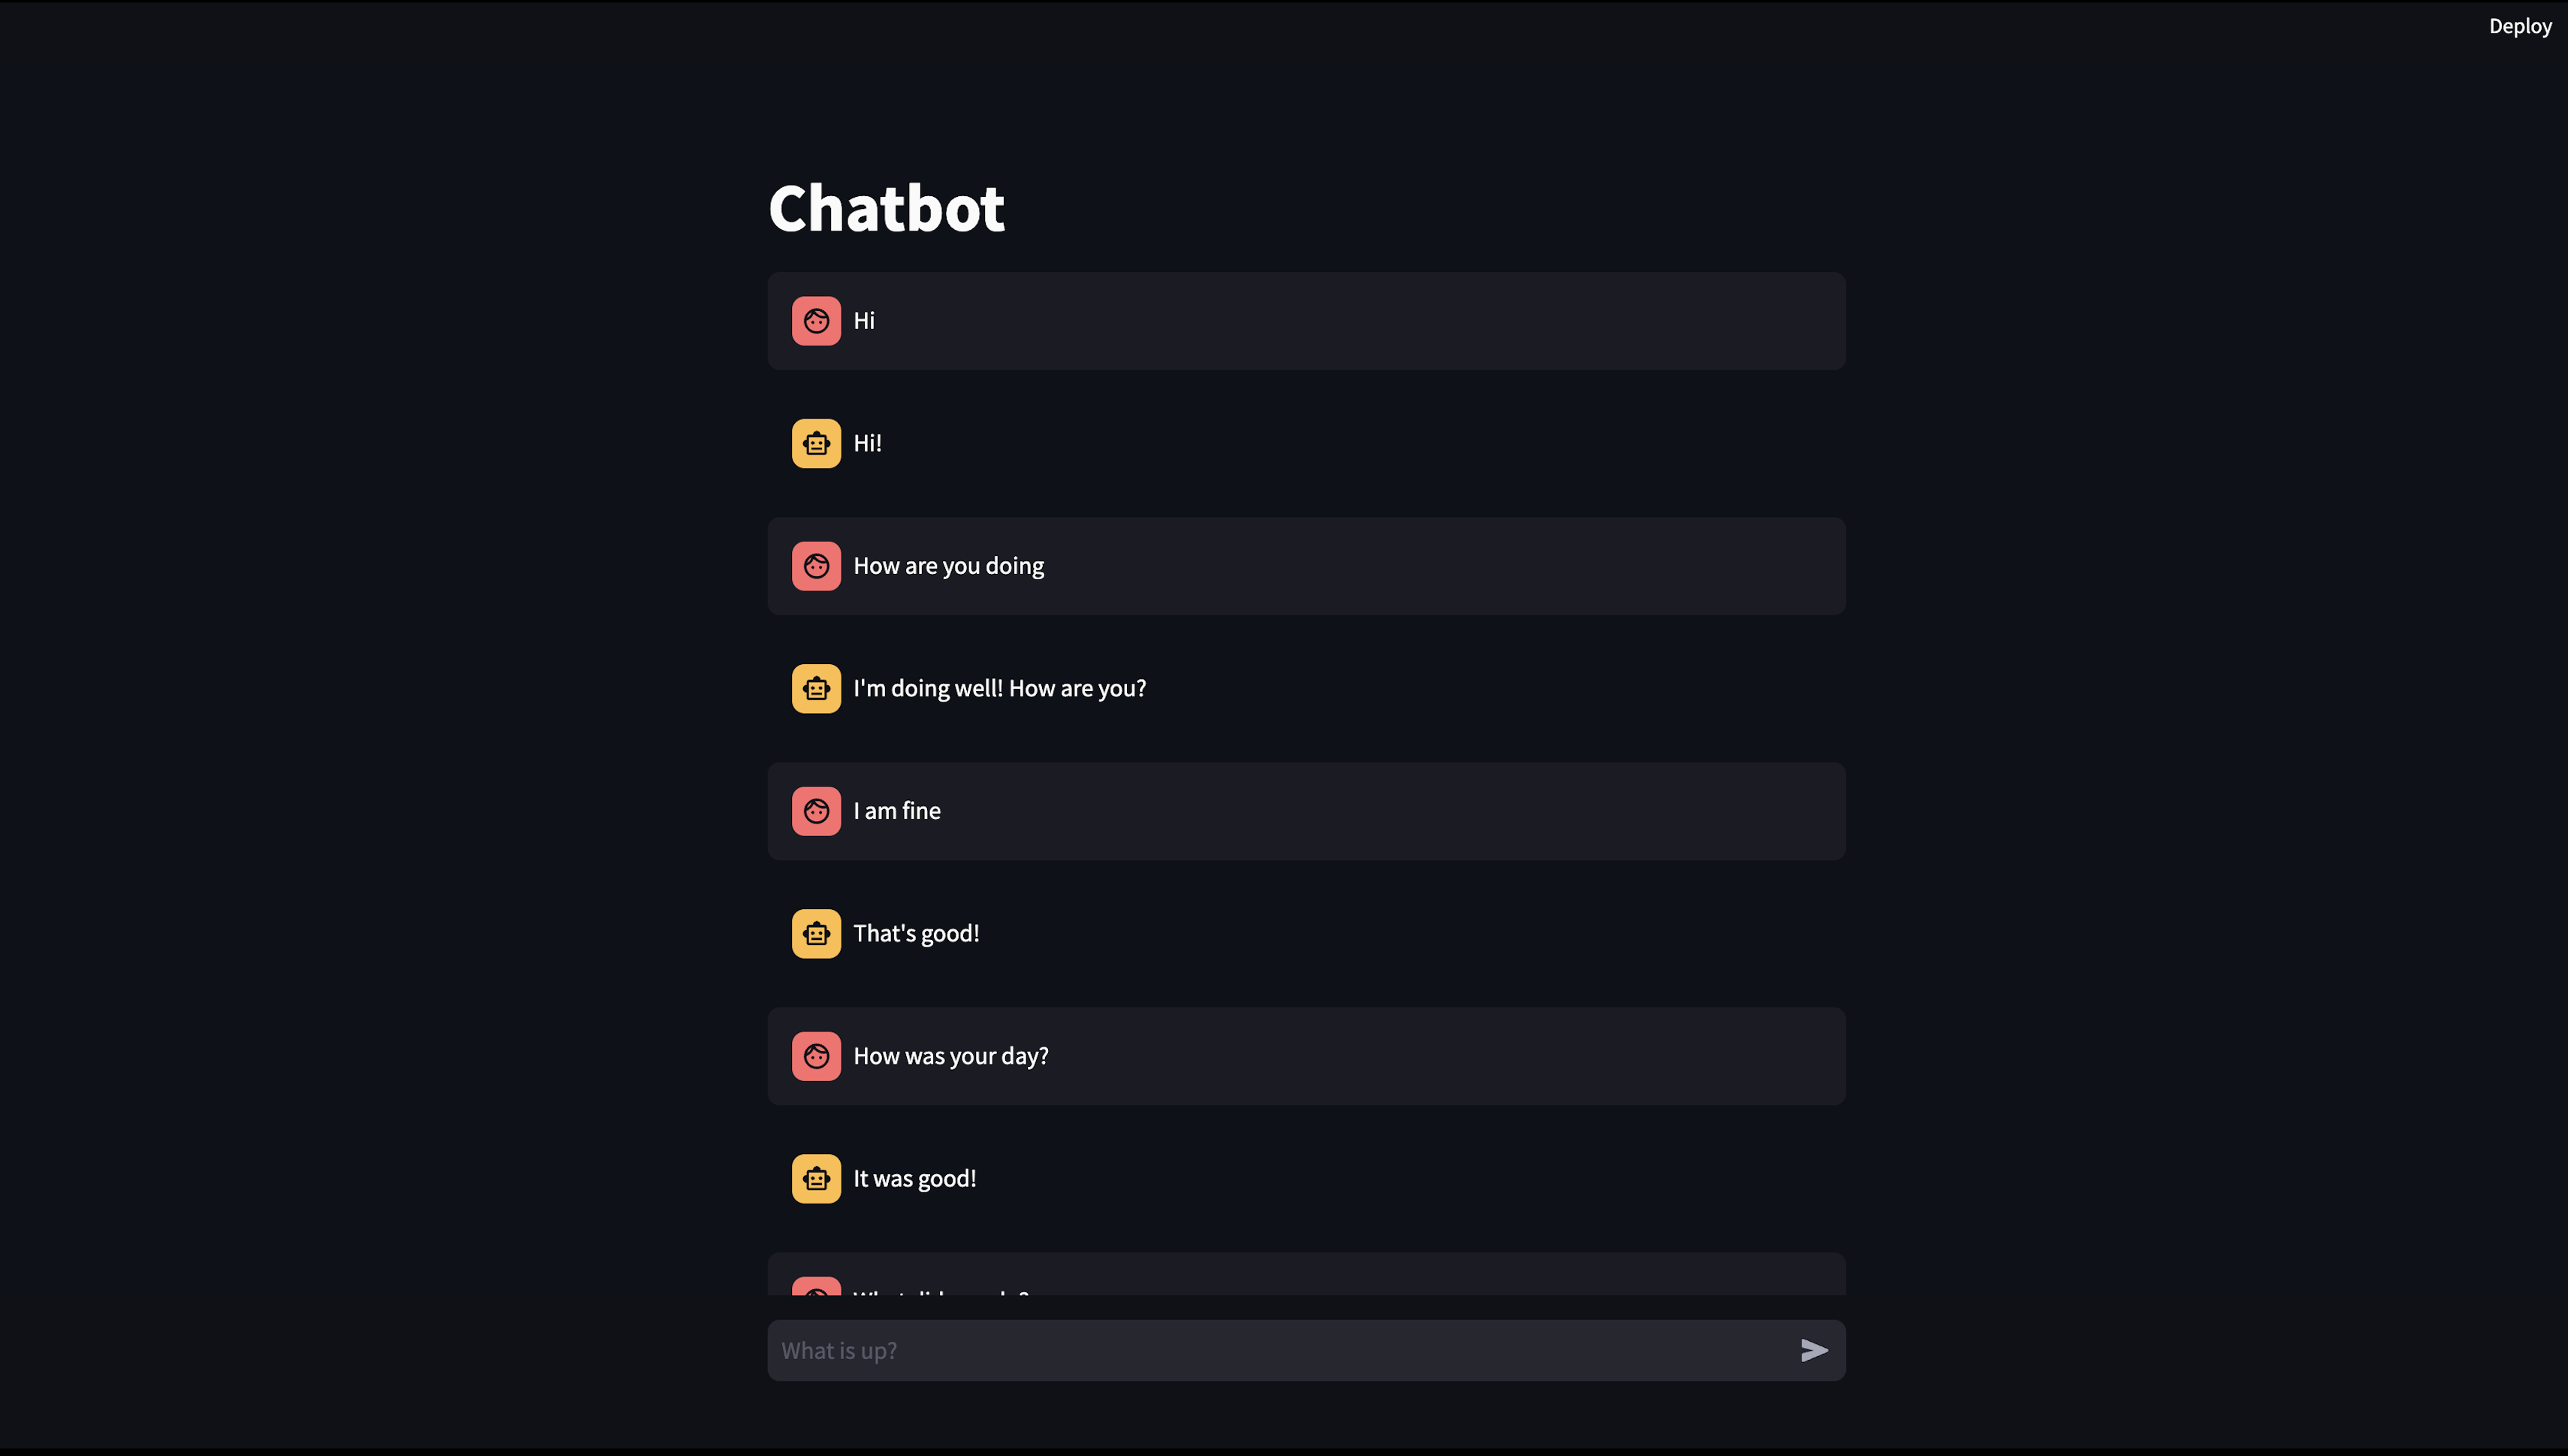 Deploy
Chatbot
Hi
Hi!
How are you doing
I'm doing well! How are you?
I am fine
That's good!
How was your day?
It was good!
What is up?